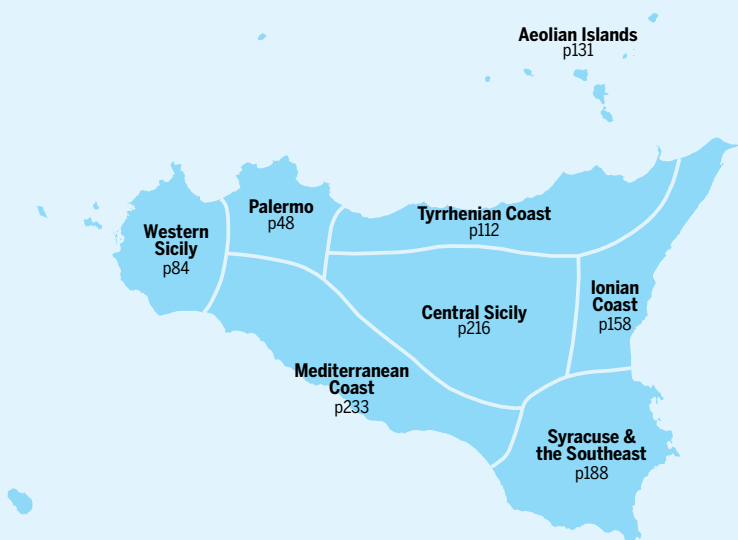 Aeolian Islands
p131
Palermo
p48
Tyrrhenian Coast
p112
Western
Sicily
p84
Ionian
Coast
p158
Central Sicily
p216
Mediterranean
Coast
p233
Syracuse &
the Southeast
p188